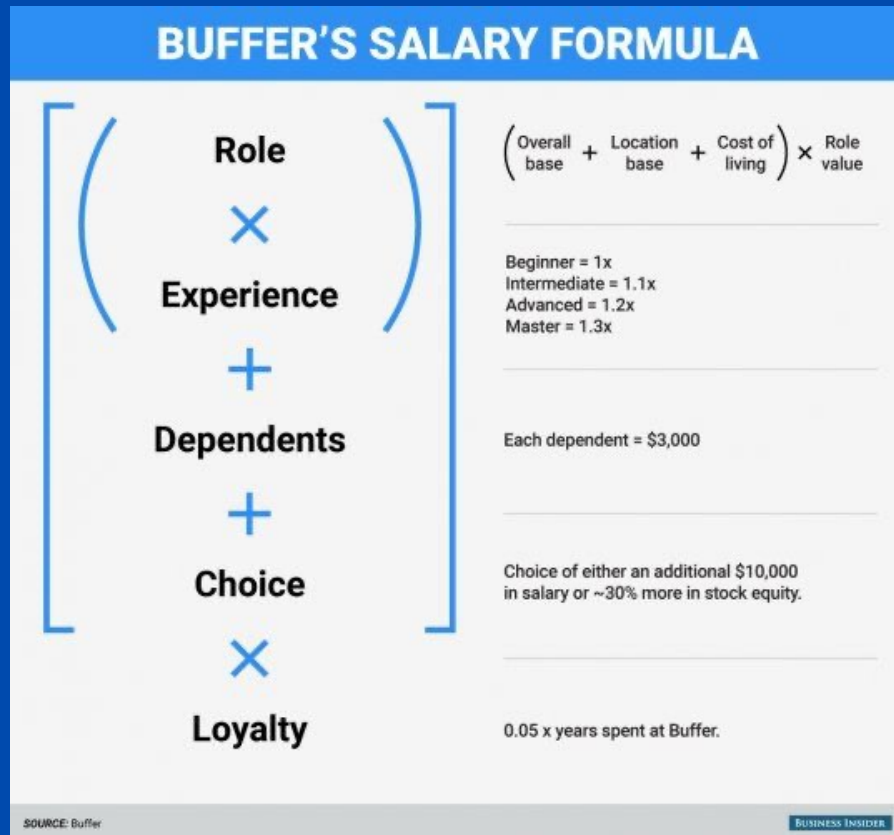 BUFFER'S SALARY FORMULA
Role
×
Experience
+
Dependents
+
Choice
×
Loyalty
(Overall base + Location base + Cost of living) × Role value
Beginner = 1x
Intermediate = 1.1x
Advanced = 1.2x
Master = 1.3x
Each dependent = $3,000
Choice of either an additional $10,000
in salary or ~30% more in stock equity.
0.05 x years spent at Buffer.
SOURCE: Buffer
BUSINESS INSIDER